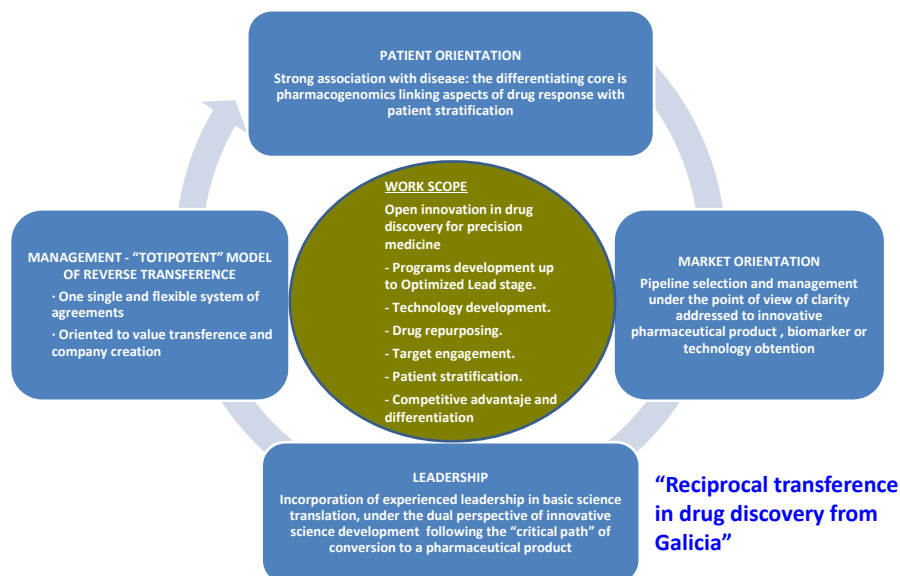 PATIENT ORIENTATION
Strong association with disease: the differentiating core is
pharmacogenomics linking aspects of drug response with
patient stratification
WORK SCOPE
Open innovation in drug
discovery for precision
medicine
- Programs development up
to Optimized Lead stage.
- Technology development.
- Drug repurposing.
- Target engagement.
- Patient stratification.
- Competitive advantaje and
differentiation
MANAGEMENT - “TOTIPOTENT” MODEL
OF REVERSE TRANSFERENCE
· One single and flexible system of
agreements
· Oriented to value transference and
company creation
MARKET ORIENTATION
Pipeline selection and management
under the point of view of clarity
addressed to innovative
pharmaceutical product , biomarker or
technology obtention
LEADERSHIP
Incorporation of experienced leadership in basic science
translation, under the dual perspective of innovative
science development following the “critical path” of
conversion to a pharmaceutical product
“Reciprocal transference
in drug discovery from
Galicia”